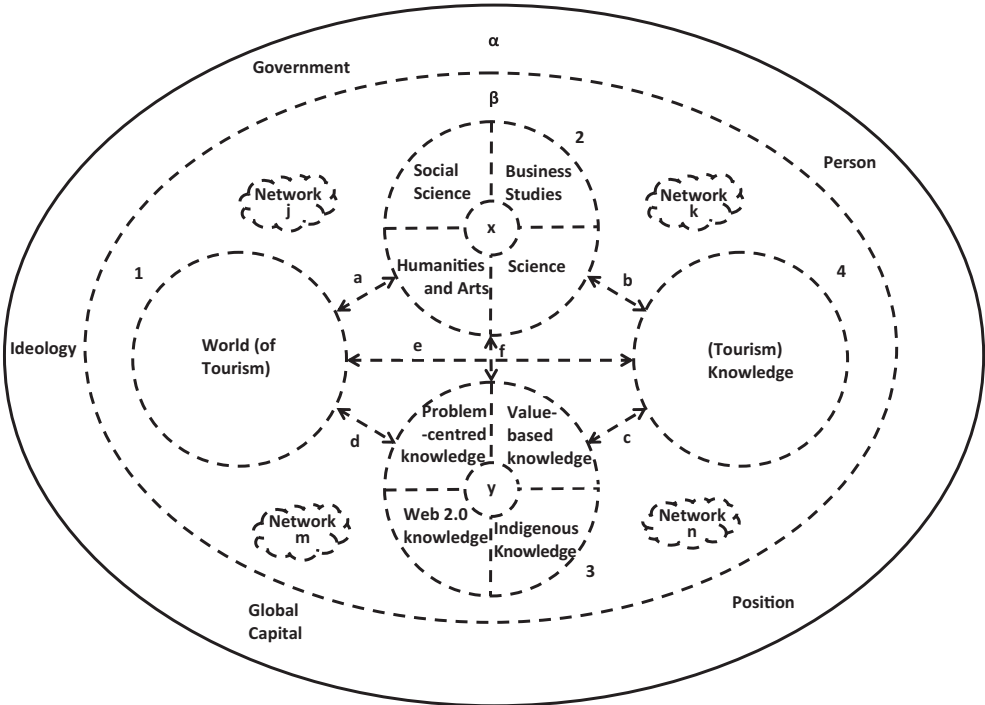 α
Government
β
2
Social
Science
Business
Studies
Person
Network
j
Network
k
x
1
Humanities
and Arts
Science
4
a
b
Ideology
World (of
Tourism)
e
f
(Tourism)
Knowledge
Problem
-centred
knowledge
Value-
based
knowledge
d
c
y
Web 2.0
knowledge
Indigenous
Knowledge
Network
m
Network
n
3
Global
Capital
Position